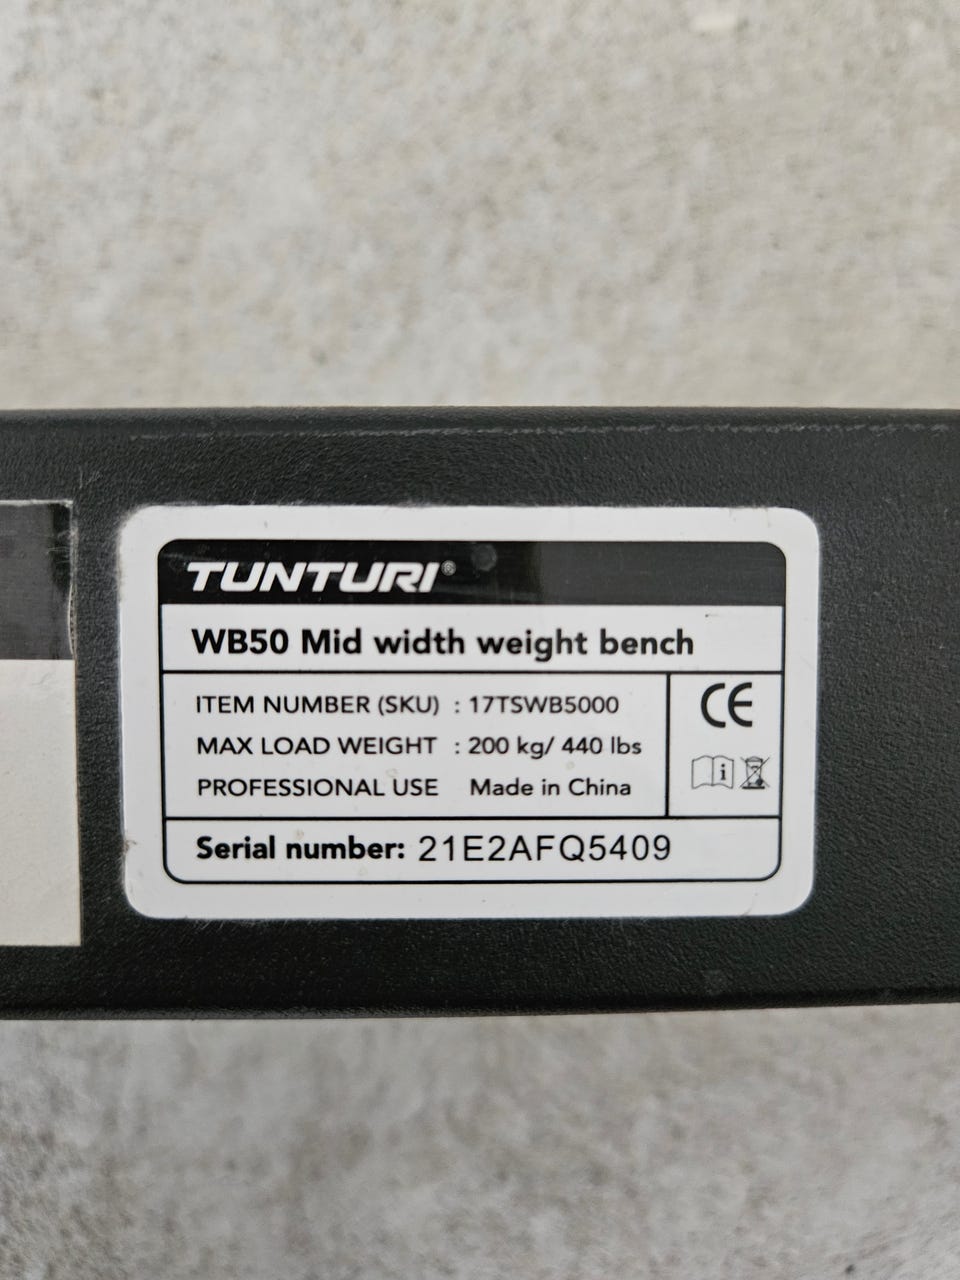 TUNTURI®
WB50 Mid width weight bench
ITEM NUMBER (SKU) : 17TSWB5000
MAX LOAD WEIGHT : 200 kg/ 440 lbs
PROFESSIONAL USE Made in China
CE
i
Serial number: 21E2AFQ5409